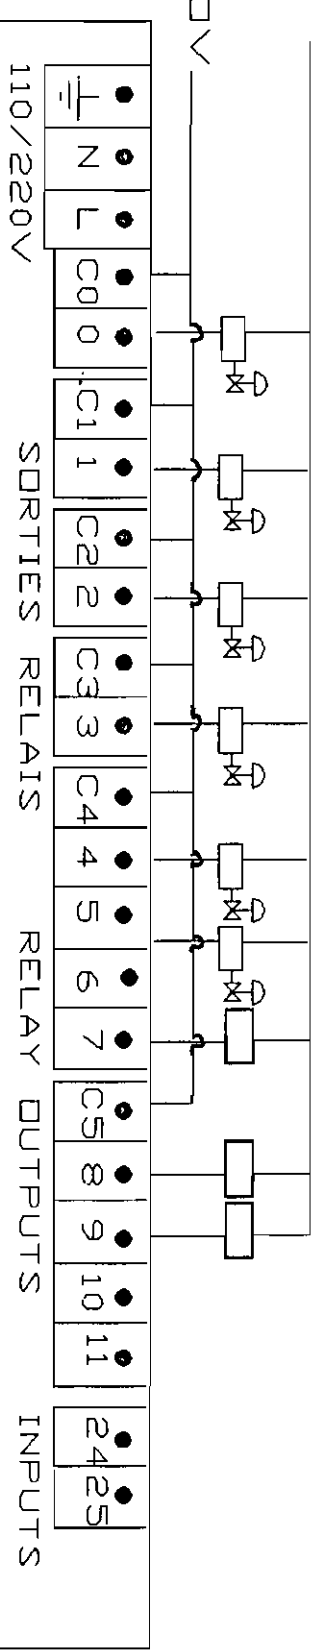 0V
N L C0 0 C1 1 C2 2 C3 3 C4 4 5 6 7 C5 8 9 10 11 24 25
110/220V SORTIES RELAIS RELAY OUTPUTS INPUTS